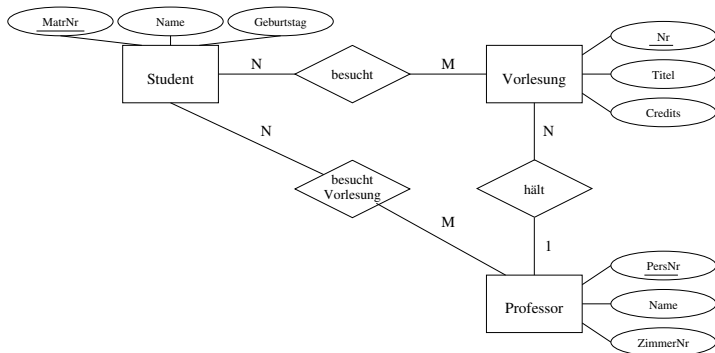 MatrNr
Name
Geburtstag
Student
N
besucht
M
Vorlesung
Nr
Titel
Credits
N
besucht
Vorlesung
M
N
hält
1
Professor
PersNr
Name
ZimmerNr